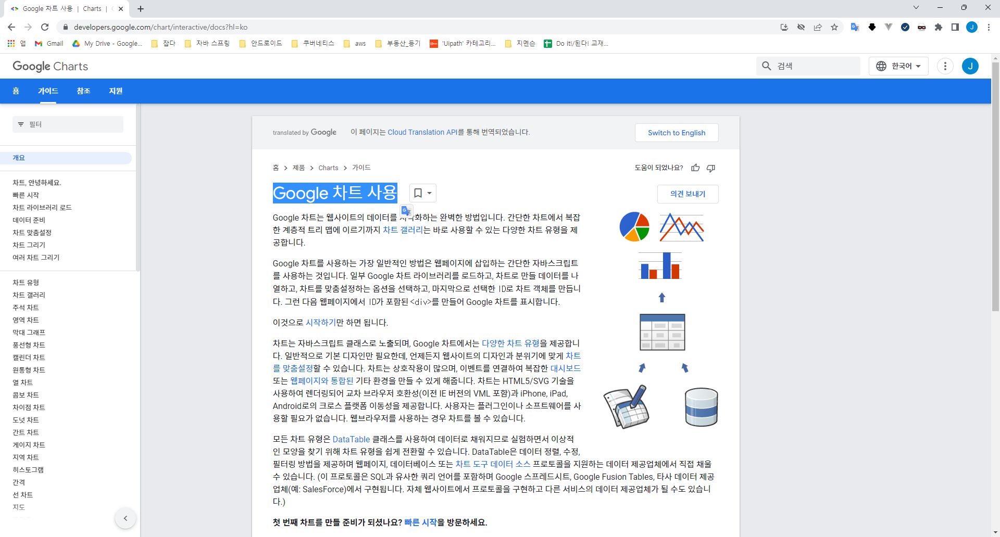 Google 차트 사용 | Charts |
developers.google.com/chart/interactive/docs?hl=ko
앱 Gmail My Drive - Google... 잡다 자바 스프링 안드로이드 쿠버네티스 aws 부동산_등기 'Uipath' 카테고리... 지멘슨 Do it!/된다! 교재...
Google Charts 검색 한국어 J
홈 가이드 참조 지원
필터
개요
차트, 안녕하세요.
빠른 시작
차트 라이브러리 로드
데이터 준비
차트 맞춤설정
차트 그리기
여러 차트 그리기
차트 유형
차트 갤러리
주석 차트
영역 차트
막대 그래프
풍선형 차트
캘린더 차트
원통형 차트
열 차트
콤보 차트
차이점 차트
도넛 차트
간트 차트
게이지 차트
지역 차트
히스토그램
간격
선 차트
지도
translated by Google 이 페이지는 Cloud Translation API를 통해 번역되었습니다. Switch to English
홈 > 제품 > Charts > 가이드 도움이 되었나요?
Google 차트 사용 의견 보내기
Google 차트는 웹사이트의 데이터를 시각화하는 완벽한 방법입니다. 간단한 차트에서 복잡
한 계층적 트리 맵에 이르기까지 차트 갤러리는 바로 사용할 수 있는 다양한 차트 유형을 제
공합니다.
Google 차트를 사용하는 가장 일반적인 방법은 웹페이지에 삽입하는 간단한 자바스크립트
를 사용하는 것입니다. 일부 Google 차트 라이브러리를 로드하고, 차트로 만들 데이터를 나
열하고, 차트를 맞춤설정하는 옵션을 선택하고, 마지막으로 선택한 ID로 차트 객체를 만듭니
다. 그런 다음 웹페이지에서 ID가 포함된 <div>를 만들어 Google 차트를 표시합니다.
이것으로 시작하기만 하면 됩니다.
차트는 자바스크립트 클래스로 노출되며, Google 차트에서는 다양한 차트 유형을 제공합니
다. 일반적으로 기본 디자인만 필요한데, 언제든지 웹사이트의 디자인과 분위기에 맞게 차트
를 맞춤설정할 수 있습니다. 차트는 상호작용이 많으며, 이벤트를 연결하여 복잡한 대시보드
또는 웹페이지와 통합된 기타 환경을 만들 수 있게 해줍니다. 차트는 HTML5/SVG 기술을
사용하여 렌더링되어 교차 브라우저 호환성(이전 IE 버전의 VML 포함)과 iPhone, iPad,
Android로의 크로스 플랫폼 이동성을 제공합니다. 사용자는 플러그인이나 소프트웨어를 사
용할 필요가 없습니다. 웹브라우저를 사용하는 경우 차트를 볼 수 있습니다.
모든 차트 유형은 DataTable 클래스를 사용하여 데이터로 채워지므로 실험하면서 이상적
인 모양을 찾기 위해 차트 유형을 쉽게 전환할 수 있습니다. DataTable은 데이터 정렬, 수정,
필터링 방법을 제공하며 웹페이지, 데이터베이스 또는 차트 도구 데이터 소스 프로토콜을 지원하는 데이터 제공업체에서 직접 채울
수 있습니다. (이 프로토콜은 SQL과 유사한 쿼리 언어를 포함하며 Google 스프레드시트, Google Fusion Tables, 타사 데이터 제공
업체(예: SalesForce)에서 구현됩니다. 자체 웹사이트에서 프로토콜을 구현하고 다른 서비스의 데이터 제공업체가 될 수도 있습니
다.)
첫 번째 차트를 만들 준비가 되셨나요? 빠른 시작을 방문하세요.